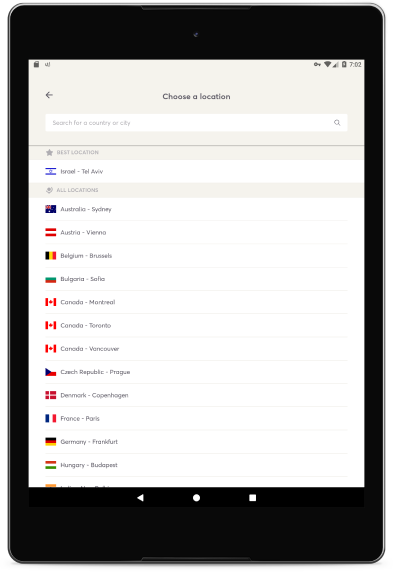 7:02
Choose a location
Search for a country or city
BEST LOCATION
Israel - Tel Aviv
ALL LOCATIONS
Australia - Sydney
Austria - Vienna
Belgium - Brussels
Bulgaria - Sofia
Canada - Montreal
Canada - Toronto
Canada - Vancouver
Czech Republic - Prague
Denmark - Copenhagen
France - Paris
Germany - Frankfurt
Hungary - Budapest